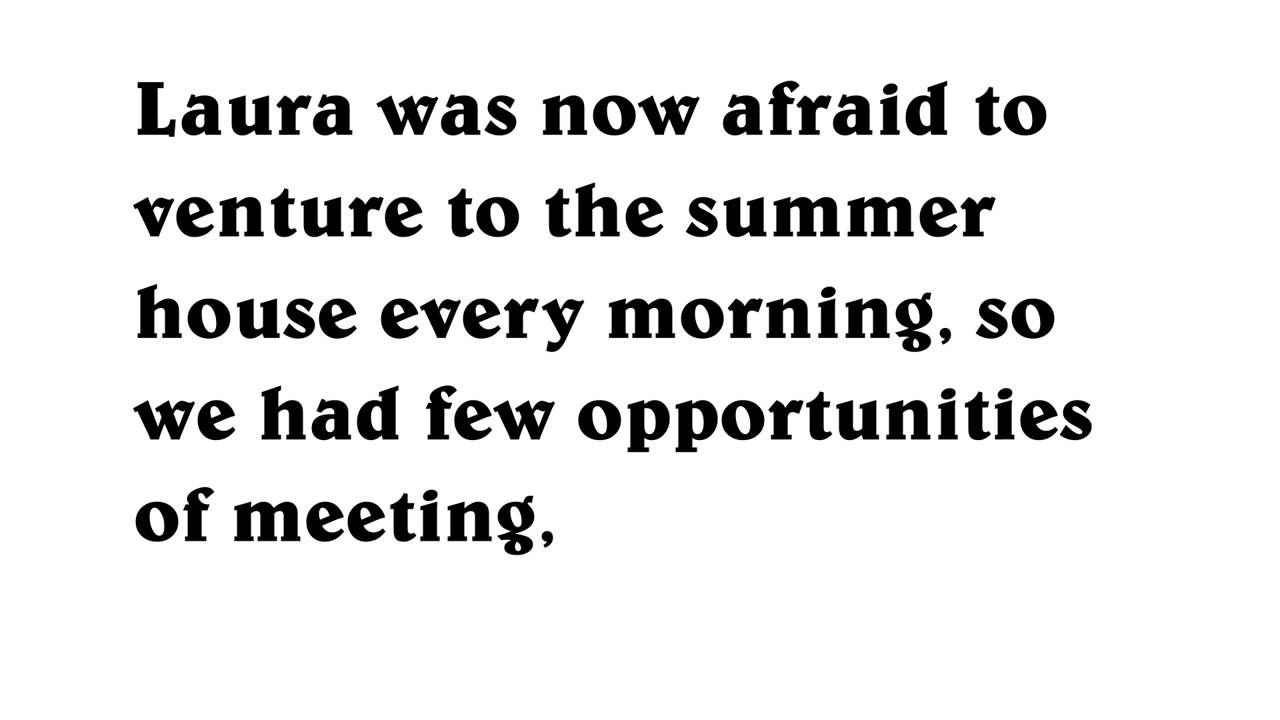 Laura was now afraid to
venture to the summer
house every morning, so
we had few opportunities
of meeting,